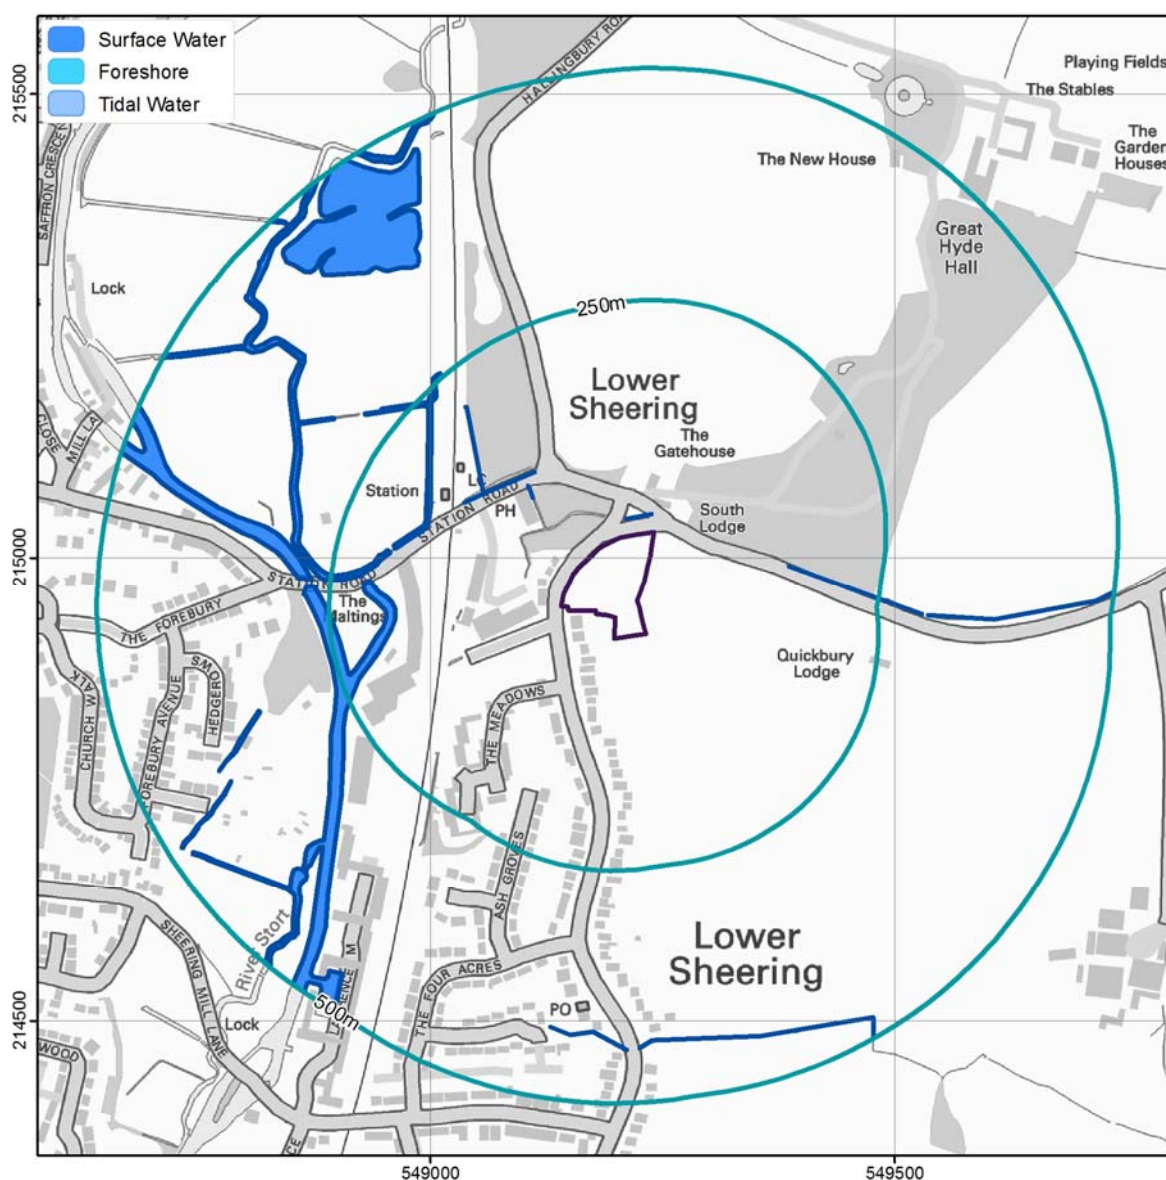 Surface Water
Foreshore
Tidal Water
HALLINGBURY ROA
Playing Fields
The Stables
The
Garden
Houses
The New House
SAFFRON CRESCENT
Great
Hyde
Hall
Lock
250m
Lower
Sheering
The
Gatehouse
CLOSE
MILL LA
Station
LC
STATION ROAD
PH
South
Lodge
STATION ROAD
The
Maltings
THE FOREBURY
Quickbury
Lodge
CHURCH WALK
FOREBURY AVENUE
HEDGEROWS
THE MEADOWS
ASH GROVES
River Stort
SHEERING MILL LANE
Lower
Sheering
THE FOUR ACRES
PO
500m
Lock
WOOD
CE
215500
215000
214500
549000
549500